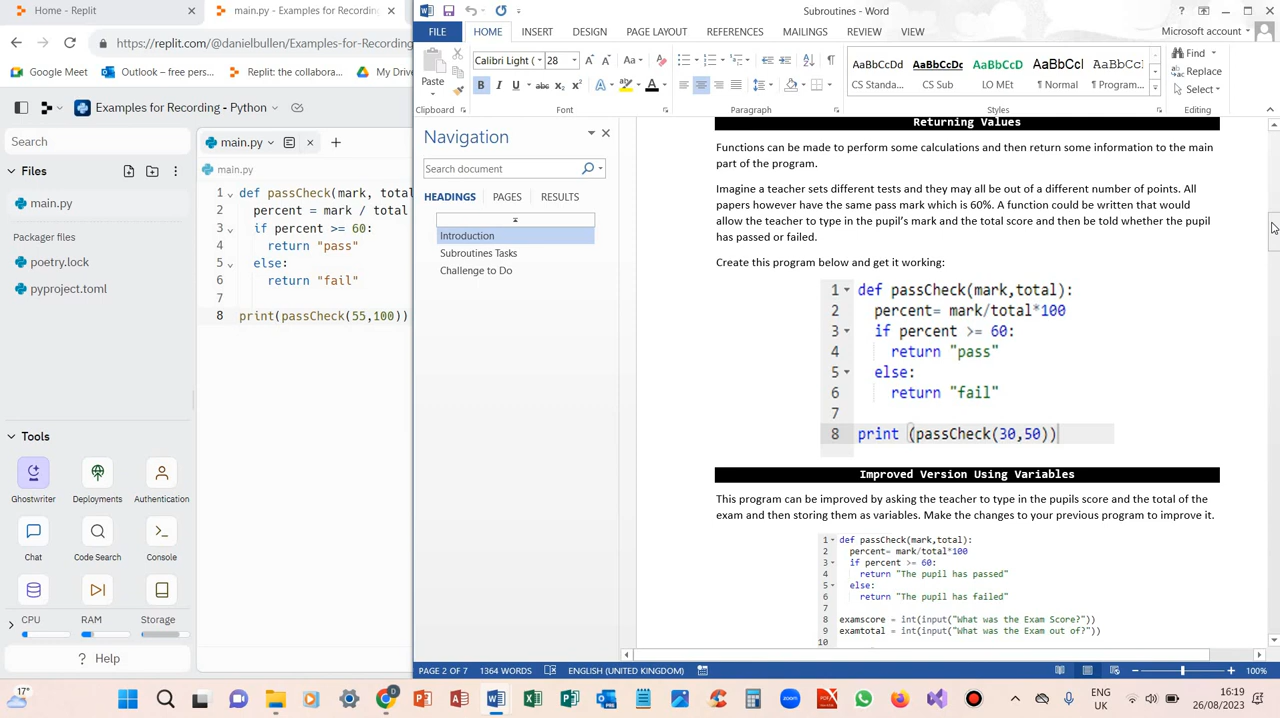 Home - Replit
main.py - Examples for Recording
Subroutines - Word
https://replit.com/@danielbullen/Examples-for-Recording
Google Meet
Outlook – free pers...
Replit: the collabora...
My Driv
FILE
HOME
INSERT
DESIGN
PAGE LAYOUT
REFERENCES
MAILINGS
REVIEW
VIEW
Microsoft account
Paste
Calibri Light (
28
AaBbCcDd
AaBbCcDc
AaBbCcD
AaBbCcI
AaBbCcD
CS Standa...
CS Sub
LO MEt
¶ Normal
¶ Program...
Find
Replace
Select
Clipboard
Font
Paragraph
Styles
Editing
Examples for Recording - Python
Search
Files
main.py
Packager files
poetry.lock
pyproject.toml
Tools
Ghostwriter
Deployments
Authentication
Chat
Code Search
Console
CPU
RAM
Storage
? Help
main.py
main.py
1 def passCheck(mark, total
2 percent = mark / total
3 if percent >= 60:
4 return "pass"
5 else:
6 return "fail"
7
8 print(passCheck(55,100))
Navigation
Search document
HEADINGS
PAGES
RESULTS
Introduction
Subroutines Tasks
Challenge to Do
Returning Values
Functions can be made to perform some calculations and then return some information to the main
part of the program.
Imagine a teacher sets different tests and they may all be out of a different number of points. All
papers however have the same pass mark which is 60%. A function could be written that would
allow the teacher to type in the pupil's mark and the total score and then be told whether the pupil
has passed or failed.
Create this program below and get it working:
1 def passCheck(mark,total):
2 percent= mark/total*100
3 if percent >= 60:
4 return "pass"
5 else:
6 return "fail"
7
8 print (passCheck(30,50))
Improved Version Using Variables
This program can be improved by asking the teacher to type in the pupils score and the total of the
exam and then storing them as variables. Make the changes to your previous program to improve it.
1 def passCheck(mark,total):
2 percent= mark/total*100
3 if percent >= 60:
4 return "The pupil has passed"
5 else:
6 return "The pupil has failed"
7
8 examscore = int(input("What was the Exam Score?"))
9 examtotal = int(input("What was the Exam out of?"))
10
PAGE 2 OF 7
1364 WORDS
ENGLISH (UNITED KINGDOM)
100%
17°
ENG
UK
16:19
28/08/2023